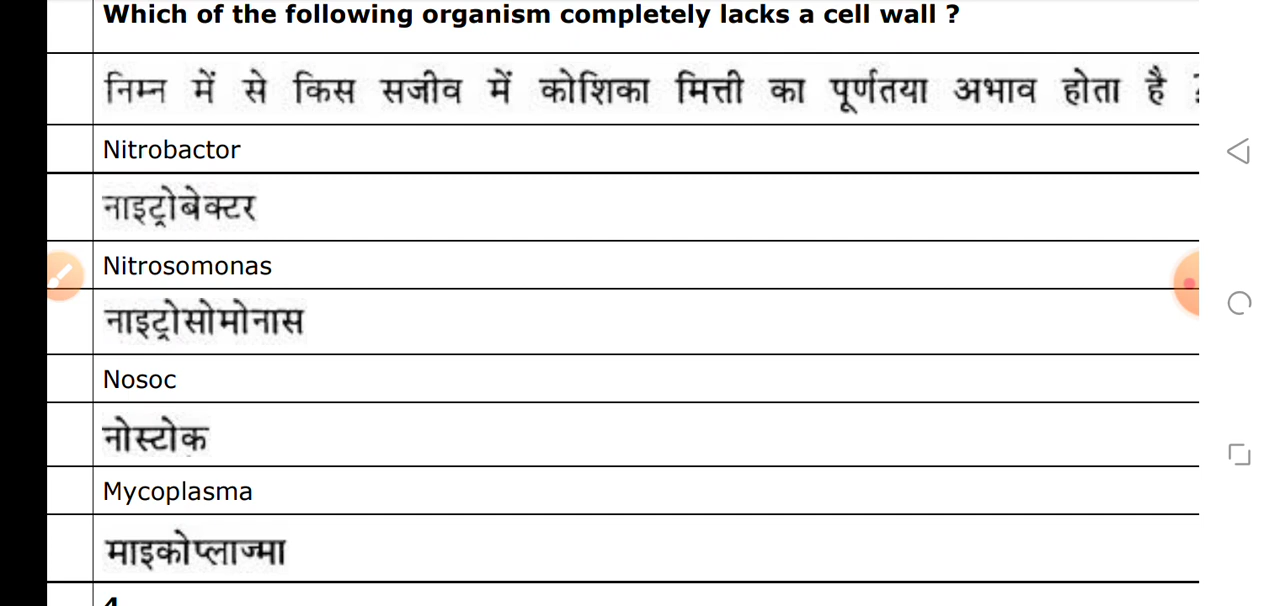 Which of the following organism completely lacks a cell wall ?
निम्न में से किस सजीव में कोशिका मित्ती का पूर्णतया अभाव होता है ?
Nitrobactor
नाइट्रोबेक्टर
Nitrosomonas
नाइट्रोसोमोनास
Nosoc
नोस्टोक
Mycoplasma
माइकोप्लाज्मा